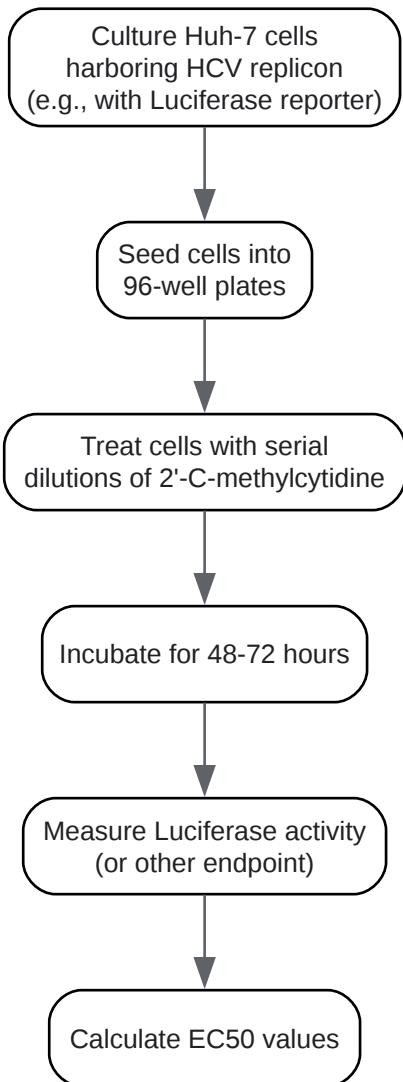 Culture Huh-7 cells
harboring HCV replicon
(e.g., with Luciferase reporter)
Seed cells into
96-well plates
Treat cells with serial
dilutions of 2'-C-methylcytidine
Incubate for 48-72 hours
Measure Luciferase activity
(or other endpoint)
Calculate EC50 values